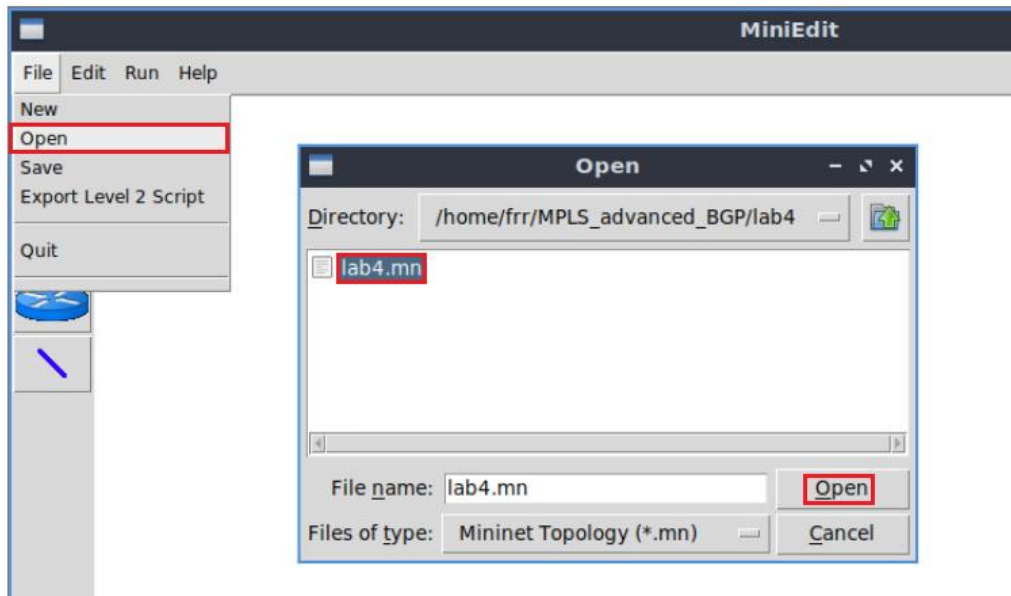 MiniEdit
File Edit Run Help
New
Open
Save
Export Level 2 Script
Quit
Open
Directory: /home/frr/MPLS_advanced_BGP/lab4
lab4.mn
File name: lab4.mn Open
Files of type: Mininet Topology (*.mn) Cancel